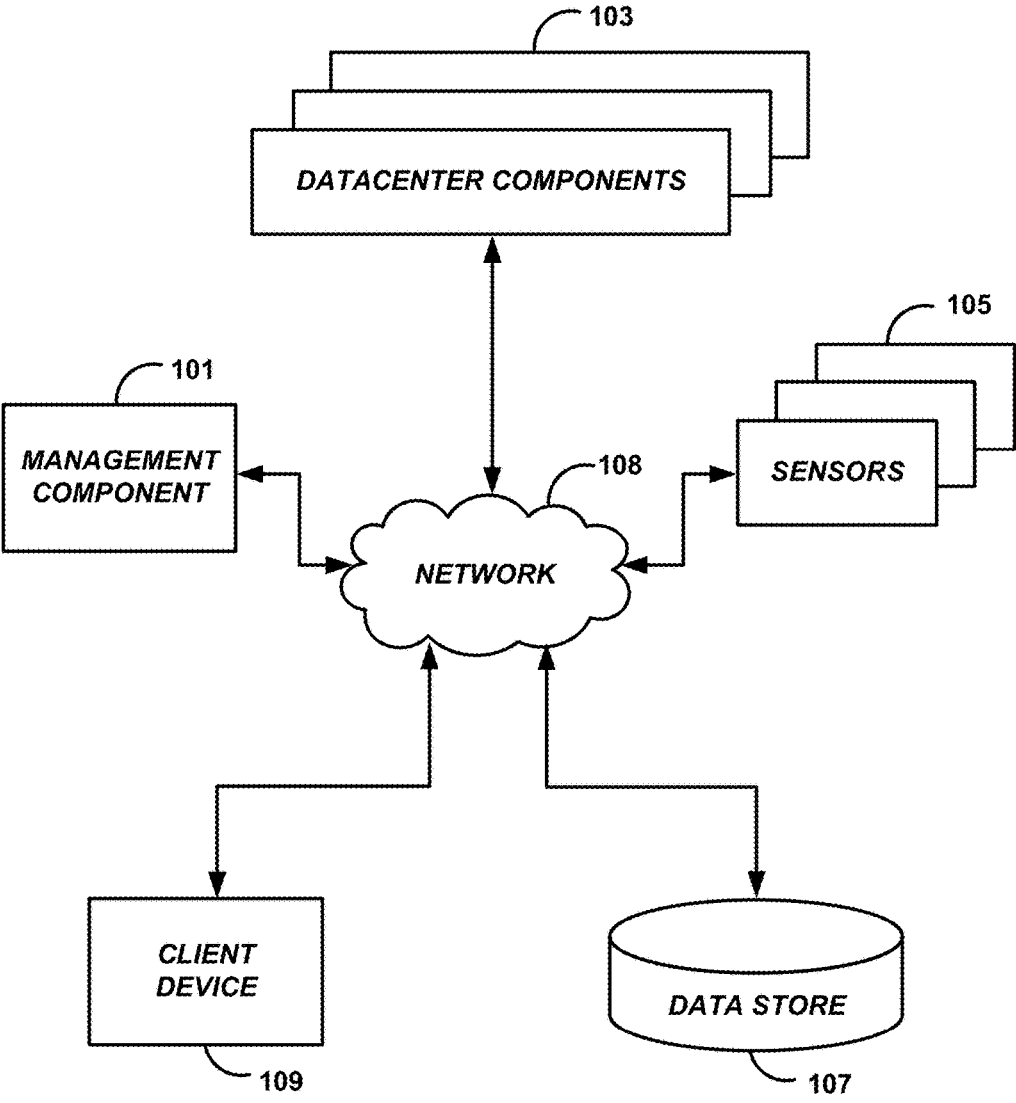 103
DATACENTER COMPONENTS
105
101
MANAGEMENT
COMPONENT
SENSORS
108
NETWORK
CLIENT
DEVICE
DATA STORE
109
107